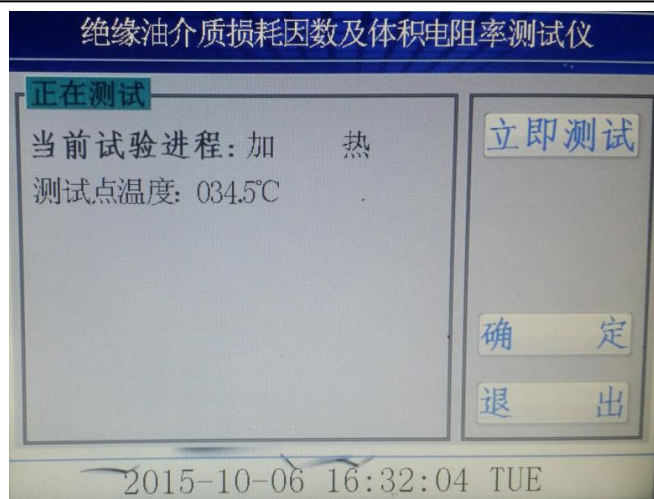 绝缘油介质损耗因数及体积电阻率测试仪
正在测试
当前试验进程: 加 热
测试点温度: 034.5℃
立即测试
确 定
退 出
2015-10-06 16:32:04 TUE